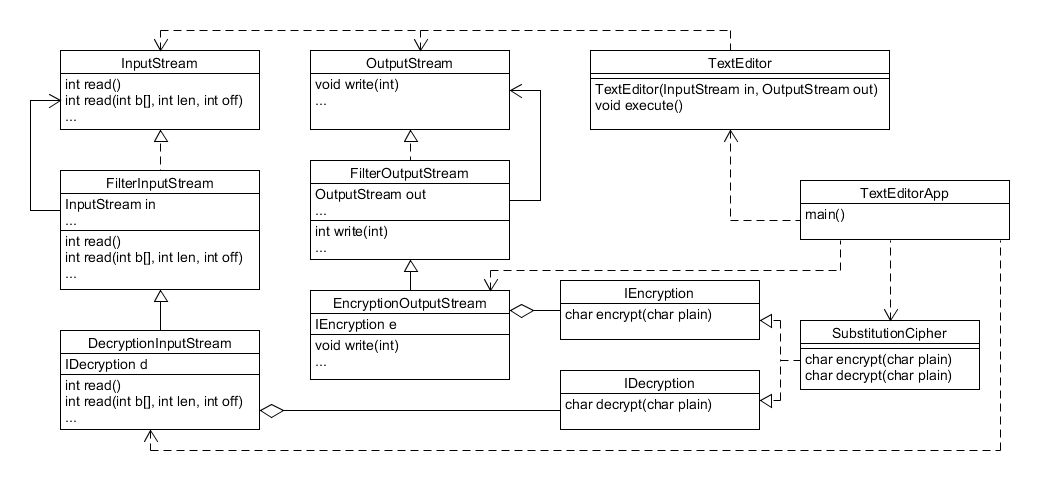 InputStream
int read()
int read(int b[], int len, int off)
...
OutputStream
void write(int)
...
TextEditor
TextEditor(InputStream in, OutputStream out)
void execute()
FilterInputStream
InputStream in
...
int read()
int read(int b[], int len, int off)
...
FilterOutputStream
OutputStream out
...
int write(int)
...
TextEditorApp
main()
EncryptionOutputStream
IEncryption e
void write(int)
...
IEncryption
char encrypt(char plain)
SubstitutionCipher
char encrypt(char plain)
char decrypt(char plain)
DecryptionInputStream
IDecryption d
int read()
int read(int b[], int len, int off)
...
IDecryption
char decrypt(char plain)